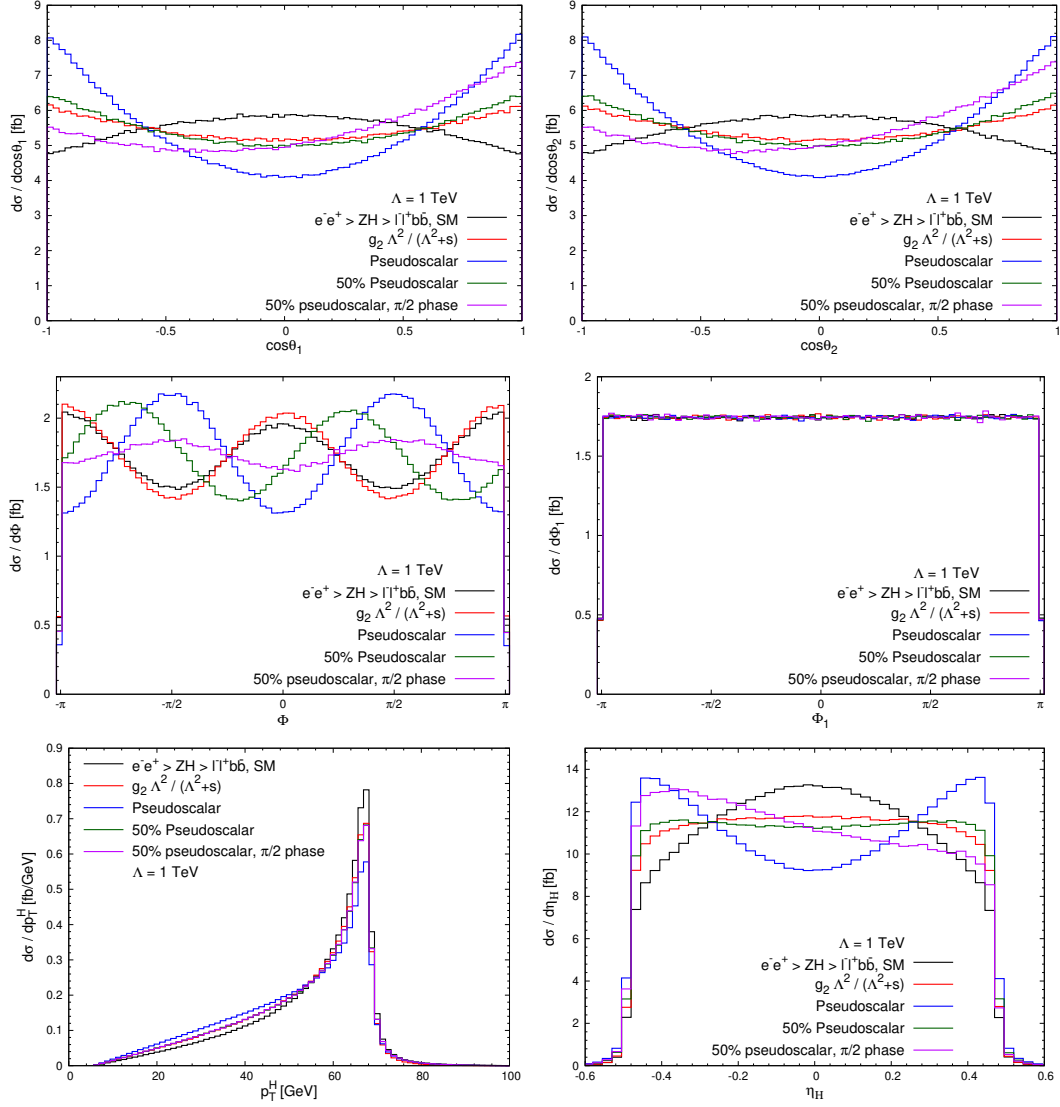 9
8
7
6
5
4
3
2
1
0
dσ / dcosθ₁ [fb]
Λ = 1 TeV
e⁻e⁺ > ZH > l⁻l⁺bb̄, SM
g₂ Λ² / (Λ²+s)
Pseudoscalar
50% Pseudoscalar
50% pseudoscalar, π/2 phase
-1 -0.5 0 0.5 1
cosθ₁
9
8
7
6
5
4
3
2
1
0
dσ / dcosθ₂ [fb]
Λ = 1 TeV
e⁻e⁺ > ZH > l⁻l⁺bb̄, SM
g₂ Λ² / (Λ²+s)
Pseudoscalar
50% Pseudoscalar
50% pseudoscalar, π/2 phase
-1 -0.5 0 0.5 1
cosθ₂
2
1.5
1
0.5
0
dσ / dΦ [fb]
Λ = 1 TeV
e⁻e⁺ > ZH > l⁻l⁺bb̄, SM
g₂ Λ² / (Λ²+s)
Pseudoscalar
50% Pseudoscalar
50% pseudoscalar, π/2 phase
-π -π/2 0 π/2 π
Φ
2
1.5
1
0.5
0
dσ / dΦ₁ [fb]
Λ = 1 TeV
e⁻e⁺ > ZH > l⁻l⁺bb̄, SM
g₂ Λ² / (Λ²+s)
Pseudoscalar
50% Pseudoscalar
50% pseudoscalar, π/2 phase
-π -π/2 0 π/2 π
Φ₁
0.9
0.8
0.7
0.6
0.5
0.4
0.3
0.2
0.1
0
dσ / dp_T^H [fb/GeV]
e⁻e⁺ > ZH > l⁻l⁺bb̄, SM
g₂ Λ² / (Λ²+s)
Pseudoscalar
50% Pseudoscalar
50% pseudoscalar, π/2 phase
Λ = 1 TeV
0 20 40 60 80 100
p_T^H [GeV]
14
12
10
8
6
4
2
0
dσ / dη_H [fb]
Λ = 1 TeV
e⁻e⁺ > ZH > l⁻l⁺bb̄, SM
g₂ Λ² / (Λ²+s)
Pseudoscalar
50% Pseudoscalar
50% pseudoscalar, π/2 phase
-0.6 -0.4 -0.2 0 0.2 0.4 0.6
η_H